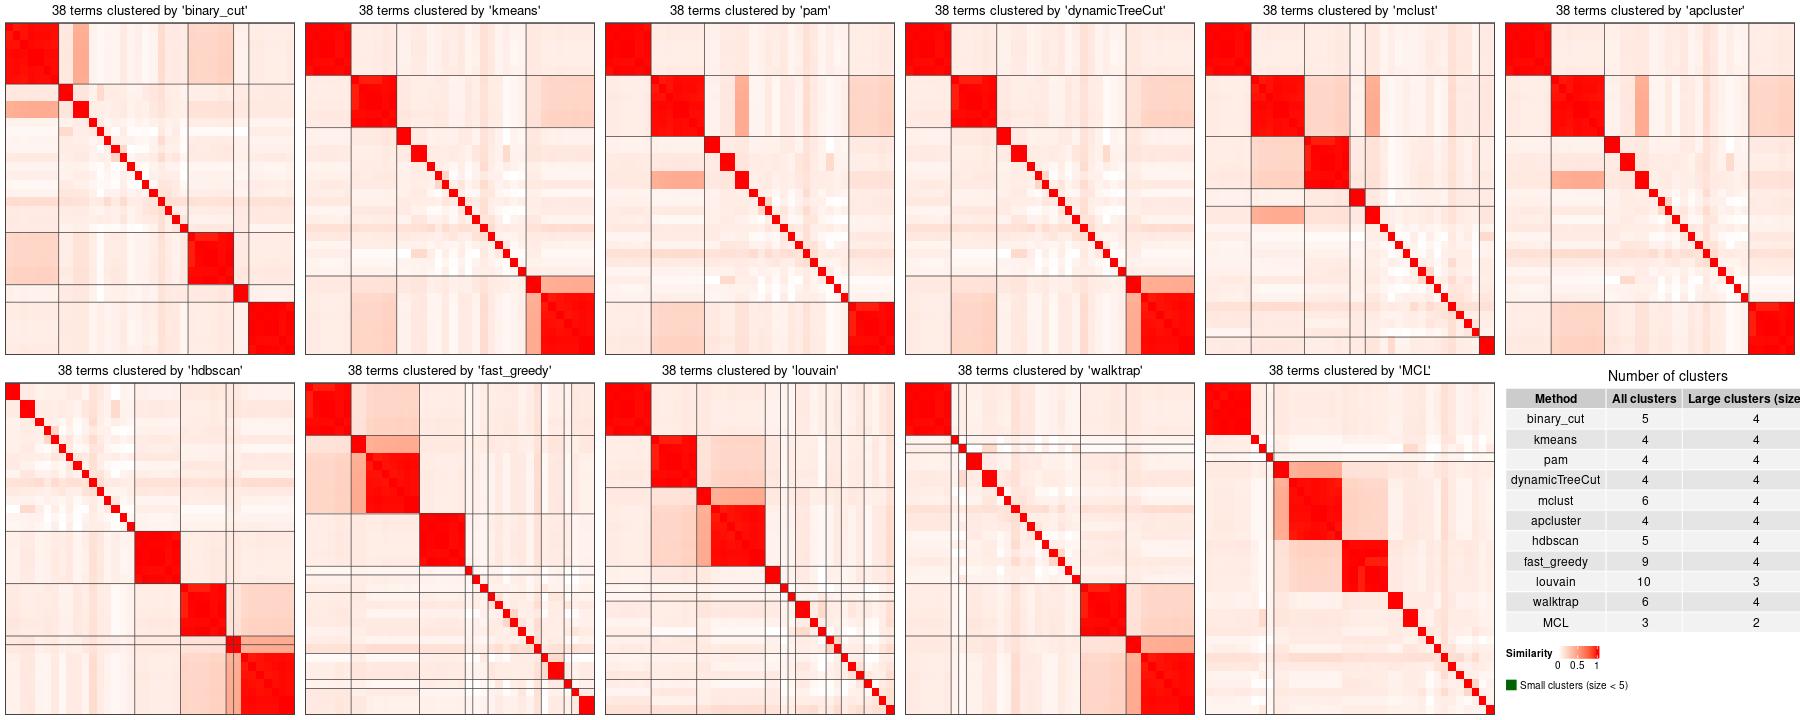 38 terms clustered by 'binary_cut'
38 terms clustered by 'kmeans'
38 terms clustered by 'pam'
38 terms clustered by 'dynamicTreeCut'
38 terms clustered by 'mclust'
38 terms clustered by 'apcluster'
38 terms clustered by 'hdbscan'
38 terms clustered by 'fast_greedy'
38 terms clustered by 'louvain'
38 terms clustered by 'walktrap'
38 terms clustered by 'MCL'
Number of clusters
Method All clusters Large clusters (size
binary_cut 5 4
kmeans 4 4
pam 4 4
dynamicTreeCut 4 4
mclust 6 4
apcluster 4 4
hdbscan 5 4
fast_greedy 9 4
louvain 10 3
walktrap 6 4
MCL 3 2
Similarity
0 0.5 1
Small clusters (size < 5)